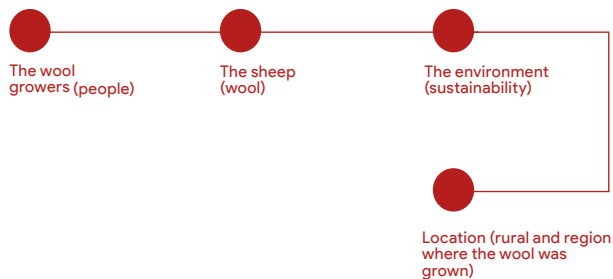 The wool
growers (people)
The sheep
(wool)
The environment
(sustainability)
Location (rural and region
where the wool was
grown)